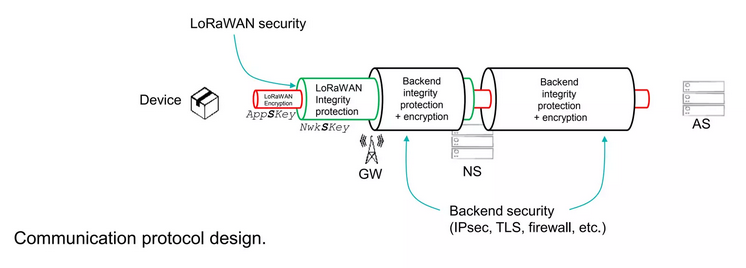 LoRaWAN security
Device
LoRaWAN
Encryption
AppSKey
LoRaWAN
Integrity
protection
NwkSKey
Backend
integrity
protection
+ encryption
GW
NS
Backend
integrity
protection
+ encryption
AS
Backend security
(IPsec, TLS, firewall, etc.)
Communication protocol design.